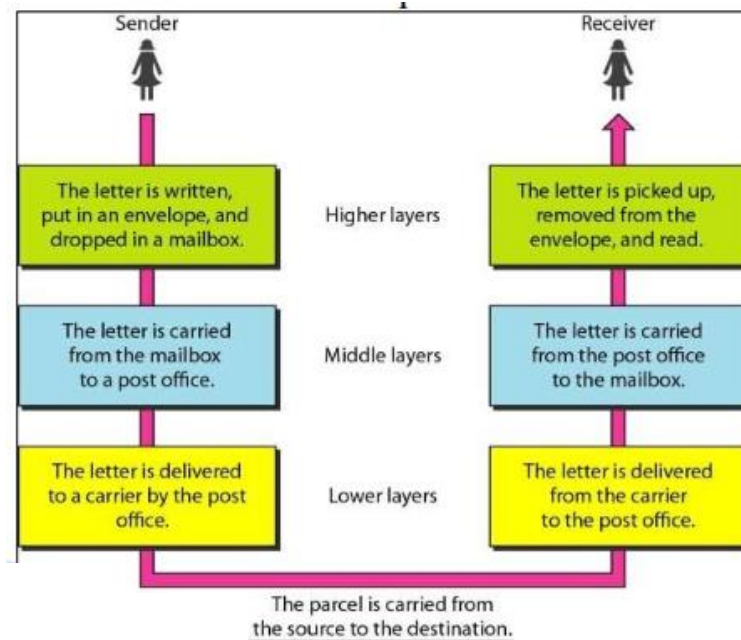 Sender
Receiver
The letter is written,
put in an envelope, and
dropped in a mailbox.
Higher layers
The letter is picked up,
removed from the
envelope, and read.
The letter is carried
from the mailbox
to a post office.
Middle layers
The letter is carried
from the post office
to the mailbox.
The letter is delivered
to a carrier by the post
office.
Lower layers
The letter is delivered
from the carrier
to the post office.
The parcel is carried from
the source to the destination.